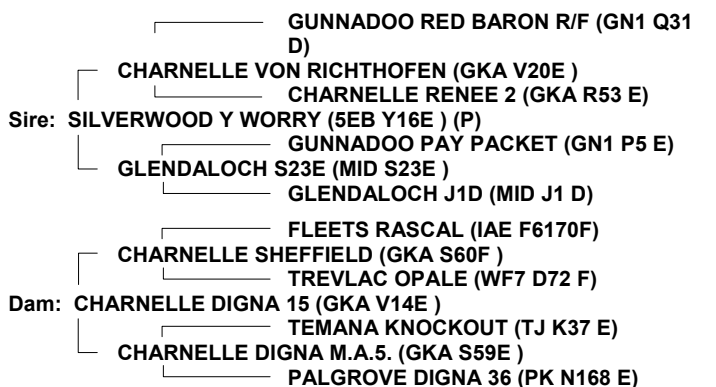 GUNNADOO RED BARON R/F (GN1 Q31
D)
CHARNELLE VON RICHTHOFEN (GKA V20E )
CHARNELLE RENEE 2 (GKA R53 E)
Sire: SILVERWOOD Y WORRY (5EB Y16E ) (P)
GUNNADOO PAY PACKET (GN1 P5 E)
GLENDALOCH S23E (MID S23E )
GLENDALOCH J1D (MID J1 D)
FLEETS RASCAL (IAE F6170F)
CHARNELLE SHEFFIELD (GKA S60F )
TREVLAC OPALE (WF7 D72 F)
Dam: CHARNELLE DIGNA 15 (GKA V14E )
TEMANA KNOCKOUT (TJ K37 E)
CHARNELLE DIGNA M.A.5. (GKA S59E )
PALGROVE DIGNA 36 (PK N168 E)